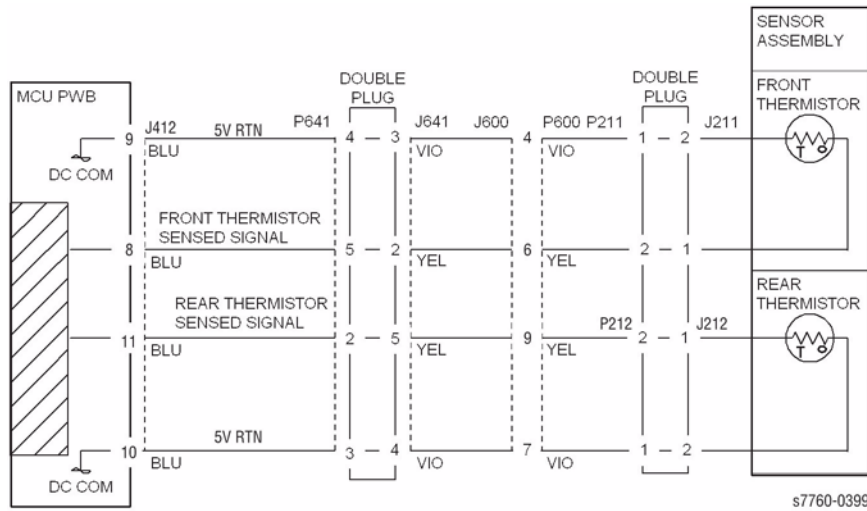 SENSOR
ASSEMBLY
DOUBLE
PLUG
DOUBLE
PLUG
FRONT
THERMISTOR
MCU PWB
9 J412 5V RTN P641 4 3 J641 J600 4 P600 P211 1 2 J211
BLU VIO VIO
T
DC COM
FRONT THERMISTOR
SENSED SIGNAL
8 5 2 6 2 1
BLU YEL YEL
REAR THERMISTOR
SENSED SIGNAL
REAR
THERMISTOR
11 2 5 9 P212 2 1 J212
BLU YEL YEL
T
5V RTN
10 3 4 7 1 2
BLU VIO VIO
DC COM
s7760-0399